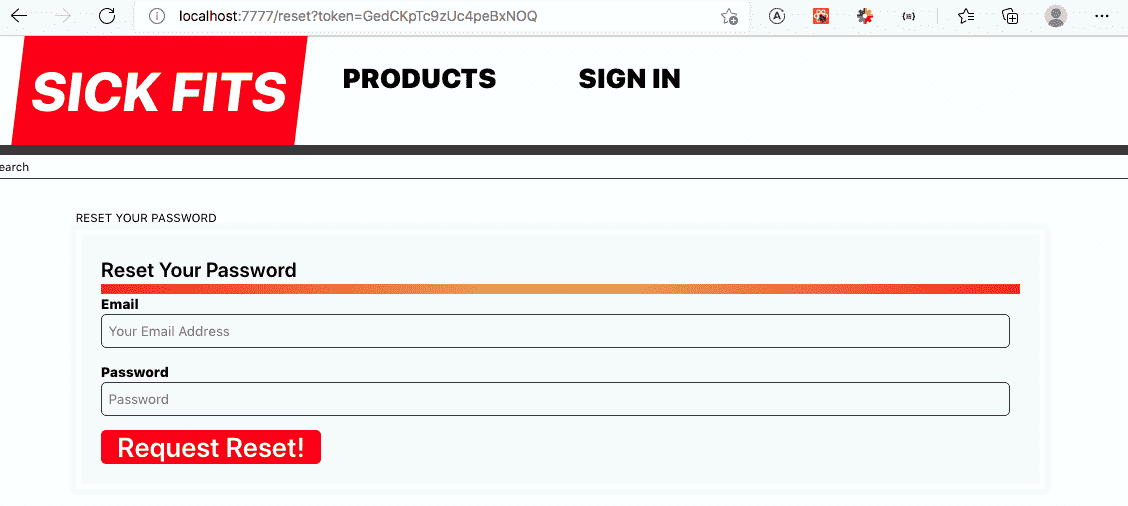 localhost:7777/reset?token=GedCKpTc9zUc4peBxNOQ
SICK FITS PRODUCTS SIGN IN
earch
RESET YOUR PASSWORD
Reset Your Password
Email
Your Email Address
Password
Password
Request Reset!